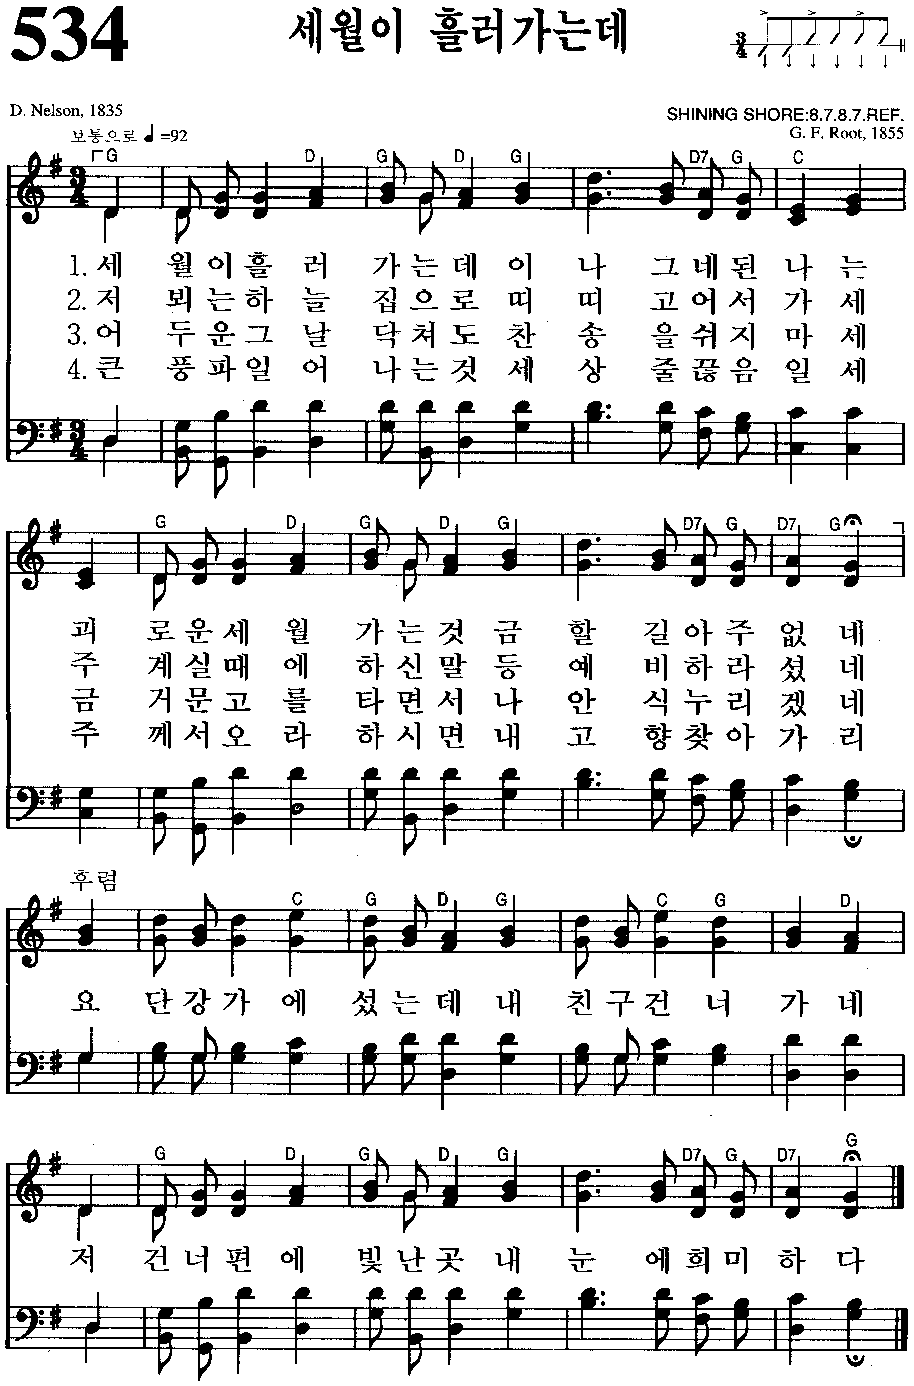 534
세월이 흘러가는데
D. Nelson, 1835
SHINING SHORE:8.7.8.7.REF.
G. F. Root, 1855
보통으로 ♩=92
G D G D G D7 G C
1. 세 월 이 흘 러 가 는 데 이 나 그 네 된 나 는
2. 저 뵈 는 하 늘 집 으 로 띠 띠 고 어 서 가 세
3. 어 두 운 그 날 닥 쳐 도 찬 송 을 쉬 지 마 세
4. 큰 풍 파 일 어 나 는 것 세 상 줄 끊 음 일 세
G D G D G D7 G D7 G
괴 로 운 세 월 가 는 것 금 할 길 아 주 없 네
주 계 실 때 에 하 신 말 등 예 비 하 라 셨 네
금 거 문 고 를 타 면 서 나 안 식 누 리 겠 네
주 께 서 오 라 하 시 면 내 고 향 찾 아 가 리
후렴
C G D G C G D
요 단 강 가 에 섰 는 데 내 친 구 건 너 가 네
G D G D G D7 G D7 G
저 건 너 편 에 빛 난 곳 내 눈 에 희 미 하 다